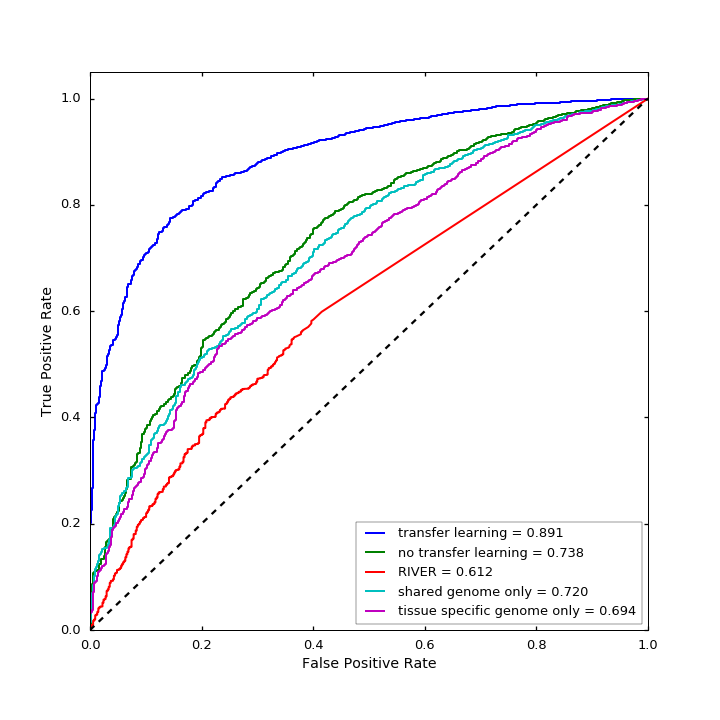 1.0
0.8
0.6
0.4
0.2
0.0
True Positive Rate
transfer learning = 0.891
no transfer learning = 0.738
RIVER = 0.612
shared genome only = 0.720
tissue specific genome only = 0.694
0.0 0.2 0.4 0.6 0.8 1.0
False Positive Rate